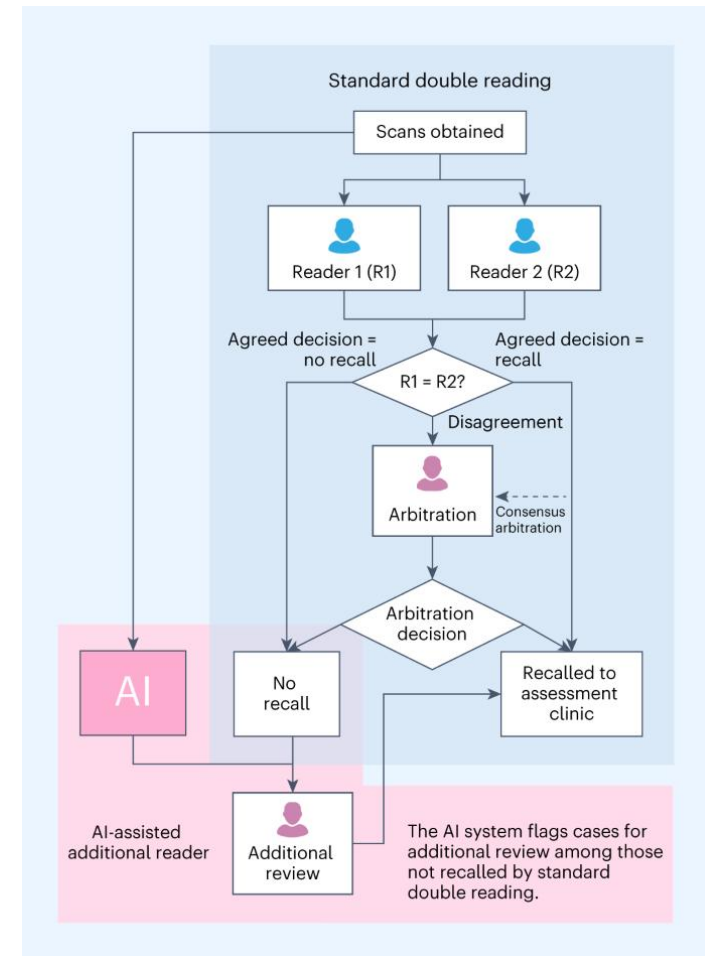 Standard double reading
Scans obtained
Reader 1 (R1)
Reader 2 (R2)
Agreed decision =
no recall
Agreed decision =
recall
R1 = R2?
Disagreement
Arbitration
Consensus
arbitration
Arbitration
decision
AI
No
recall
Recalled to
assessment
clinic
AI-assisted
additional reader
Additional
review
The AI system flags cases for
additional review among those
not recalled by standard
double reading.